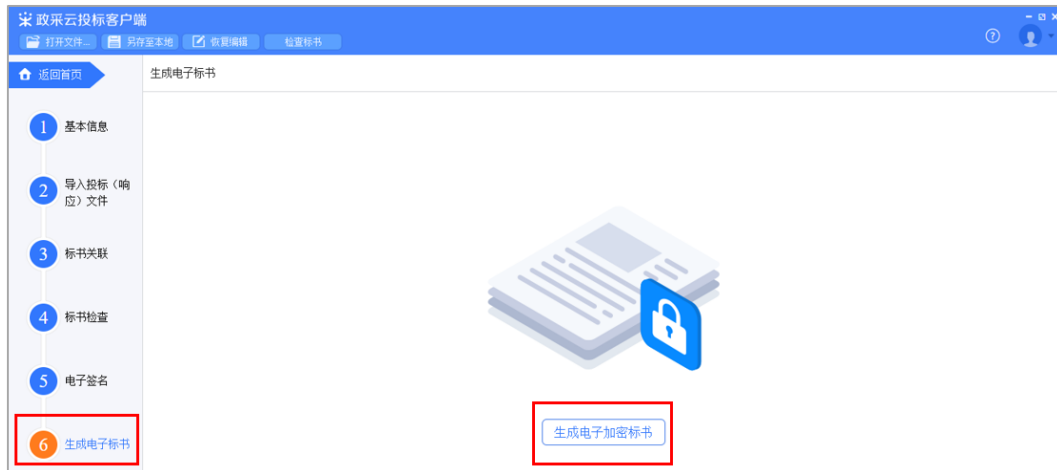 政采云投标客户端
打开文件... 另存至本地 恢复编辑 检查标书
返回首页 生成电子标书
1 基本信息
2 导入投标（响
应）文件
3 标书关联
4 标书检查
5 电子签名
6 生成电子标书
生成电子加密标书